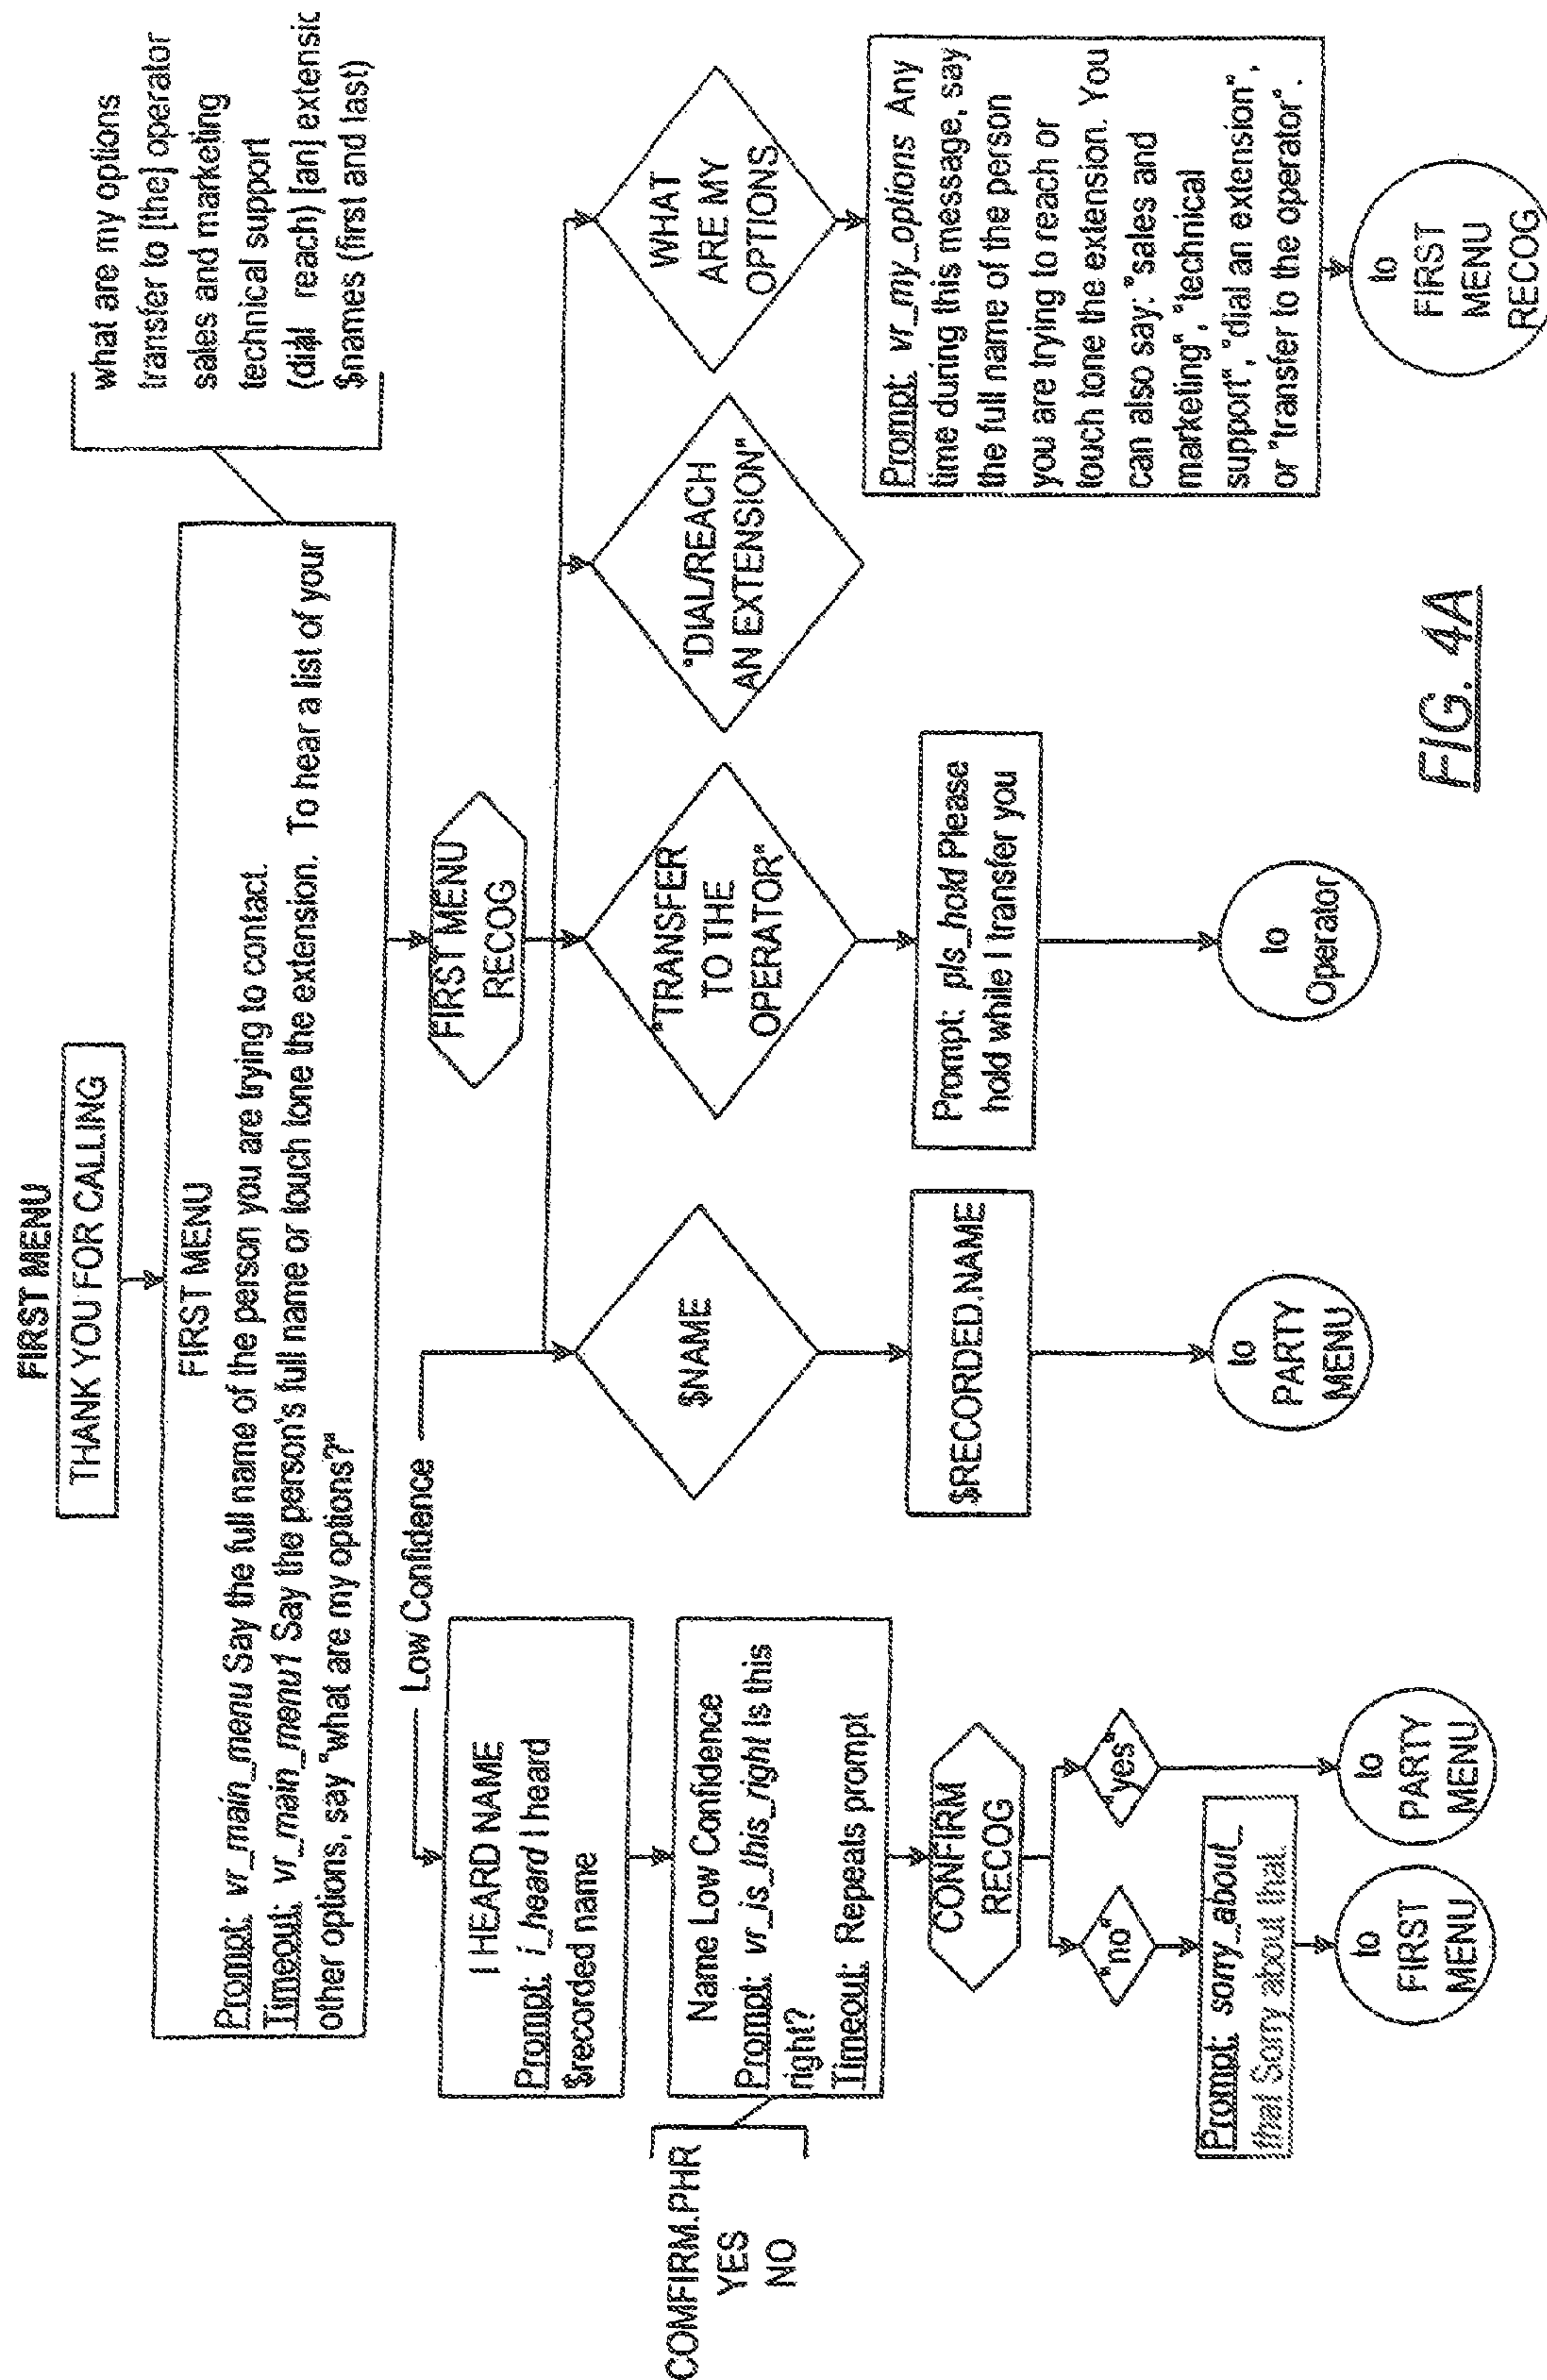 FIRST MENU
THANK YOU FOR CALLING
FIRST MENU
Prompt: vr_main_menu Say the full name of the person you are trying to contact.
Timeout: vr_main_menu1 Say the person's full name or touch tone the extension. To hear a list of your
other options, say "what are my options?"
what are my options
transfer to [the] operator
sales and marketing
technical support
(dial reach) [an] extensic
$names (first and last)
FIRST MENU
RECOG
Low Confidence
I HEARD NAME
Prompt: i_heard I heard
$recorded name
Name Low Confidence
Prompt: vr_is_this_right Is this
right?
Timeout: Repeats prompt
COMFIRM.PHR
YES
NO
CONFIRM
RECOG
"no"
"yes"
Prompt: sorry_about_
that Sorry about that.
to
FIRST
MENU
to
PARTY
MENU
$NAME
$RECORDED.NAME
to
PARTY
MENU
"TRANSFER
TO THE
OPERATOR"
Prompt: pls_hold Please
hold while I transfer you
to
Operator
"DIAL/REACH
AN EXTENSION"
WHAT
ARE MY
OPTIONS
Prompt: vr_my_options Any
time during this message, say
the full name of the person
you are trying to reach or
touch tone the extension. You
can also say: "sales and
marketing", "technical
support", "dial an extension",
or "transfer to the operator".
to
FIRST
MENU
RECOG
FIG. 4A